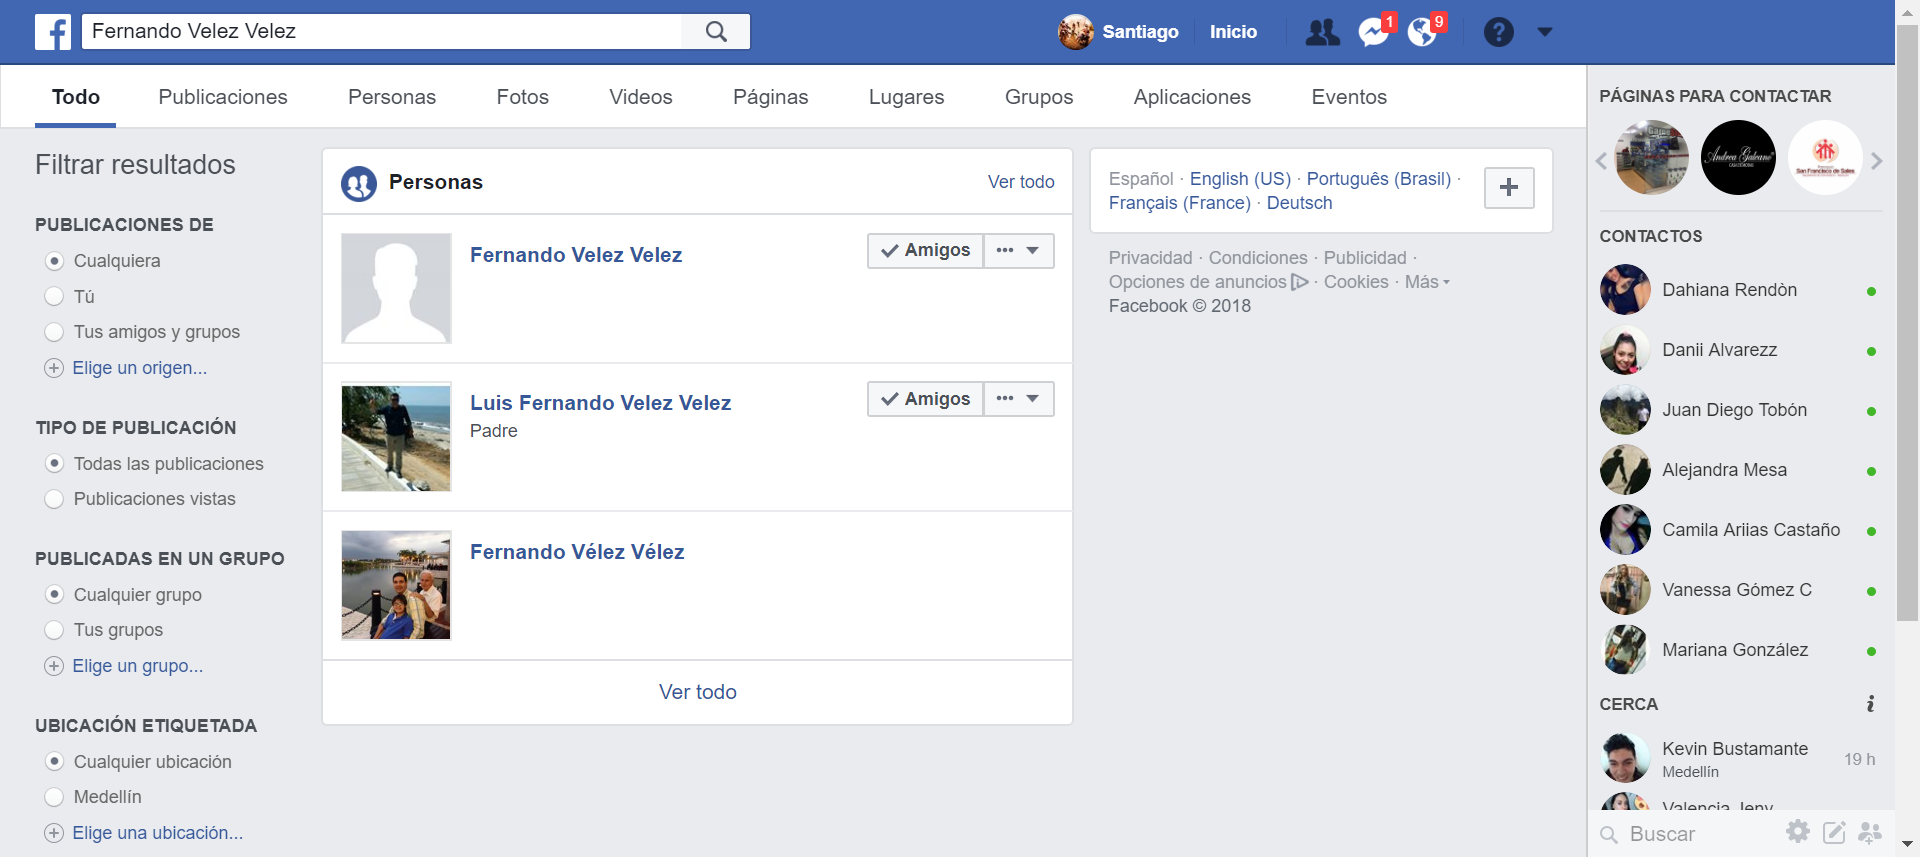 Fernando Velez Velez
Santiago
Inicio
1
9
?
Todo
Publicaciones
Personas
Fotos
Videos
Páginas
Lugares
Grupos
Aplicaciones
Eventos
Filtrar resultados
PUBLICACIONES DE
Cualquiera
Tú
Tus amigos y grupos
Elige un origen...
TIPO DE PUBLICACIÓN
Todas las publicaciones
Publicaciones vistas
PUBLICADAS EN UN GRUPO
Cualquier grupo
Tus grupos
Elige un grupo...
UBICACIÓN ETIQUETADA
Cualquier ubicación
Medellín
Elige una ubicación...
Personas
Ver todo
Fernando Velez Velez
Amigos
Luis Fernando Velez Velez
Padre
Amigos
Fernando Vélez Vélez
Ver todo
Español · English (US) · Português (Brasil) ·
Français (France) · Deutsch
Privacidad · Condiciones · Publicidad ·
Opciones de anuncios · Cookies · Más
Facebook © 2018
PÁGINAS PARA CONTACTAR
Andrea Galeano
San Francisco de Sales
CONTACTOS
Dahiana Rendòn
Danii Alvarezz
Juan Diego Tobón
Alejandra Mesa
Camila Ariias Castaño
Vanessa Gómez C
Mariana González
CERCA
Kevin Bustamante
Medellín
19 h
Valencia Jeny
Buscar